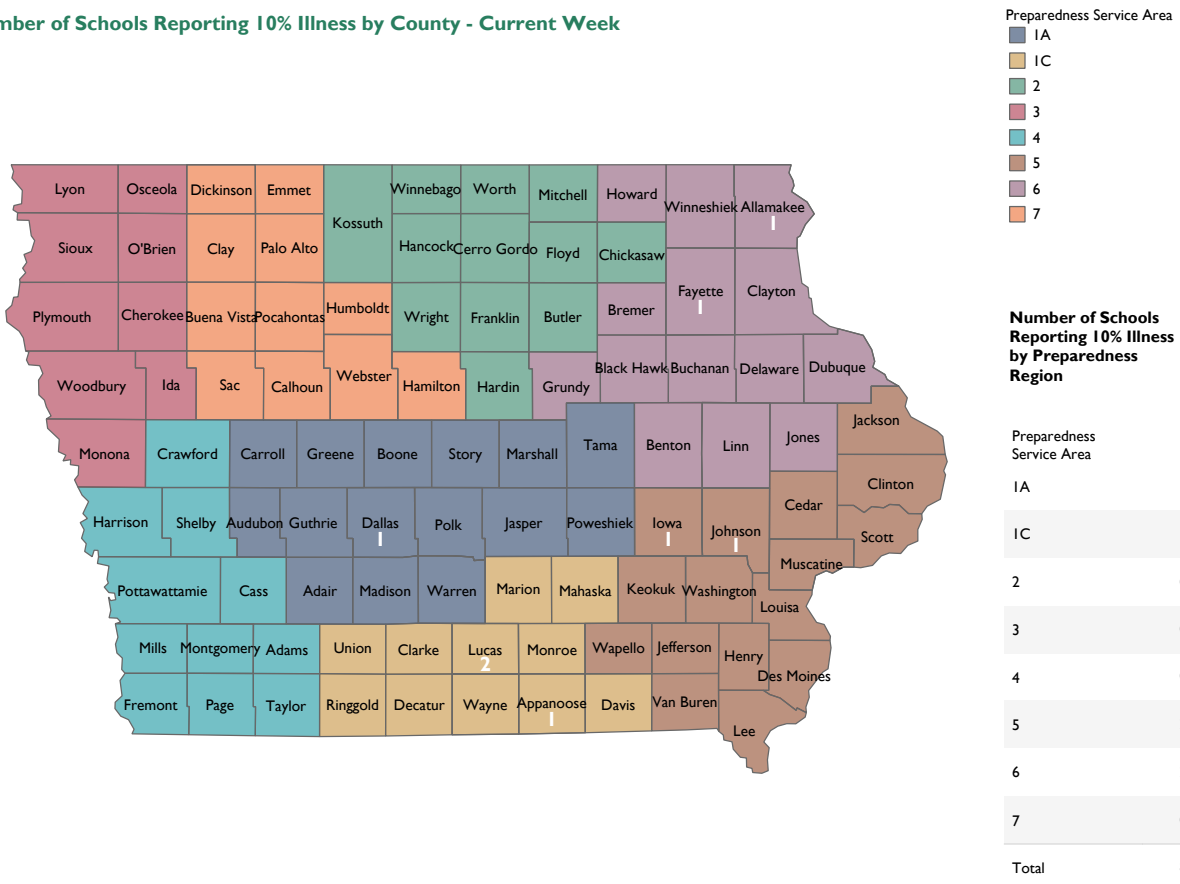 mber of Schools Reporting 10% Illness by County - Current Week
Preparedness Service Area
1A
1C
2
3
4
5
6
7
Lyon
Osceola
Dickinson
Emmet
Kossuth
Winnebago
Worth
Mitchell
Howard
Winneshiek
Allamakee
1
Sioux
O'Brien
Clay
Palo Alto
Hancock
Cerro Gordo
Floyd
Chickasaw
Plymouth
Cherokee
Buena Vista
Pocahontas
Humboldt
Wright
Franklin
Butler
Bremer
Fayette
1
Clayton
Woodbury
Ida
Sac
Calhoun
Webster
Hamilton
Hardin
Grundy
Black Hawk
Buchanan
Delaware
Dubuque
Monona
Crawford
Carroll
Greene
Boone
Story
Marshall
Tama
Benton
Linn
Jones
Jackson
Clinton
Harrison
Shelby
Audubon
Guthrie
Dallas
1
Polk
Jasper
Poweshiek
Iowa
1
Johnson
1
Cedar
Scott
Muscatine
Pottawattamie
Cass
Adair
Madison
Warren
Marion
Mahaska
Keokuk
Washington
Louisa
Mills
Montgomery
Adams
Union
Clarke
Lucas
2
Monroe
Wapello
Jefferson
Henry
Des Moines
Fremont
Page
Taylor
Ringgold
Decatur
Wayne
Appanoose
1
Davis
Van Buren
Lee
Number of Schools
Reporting 10% Illness
by Preparedness
Region
Preparedness
Service Area
1A
1C
2
3
4
5
6
7
Total